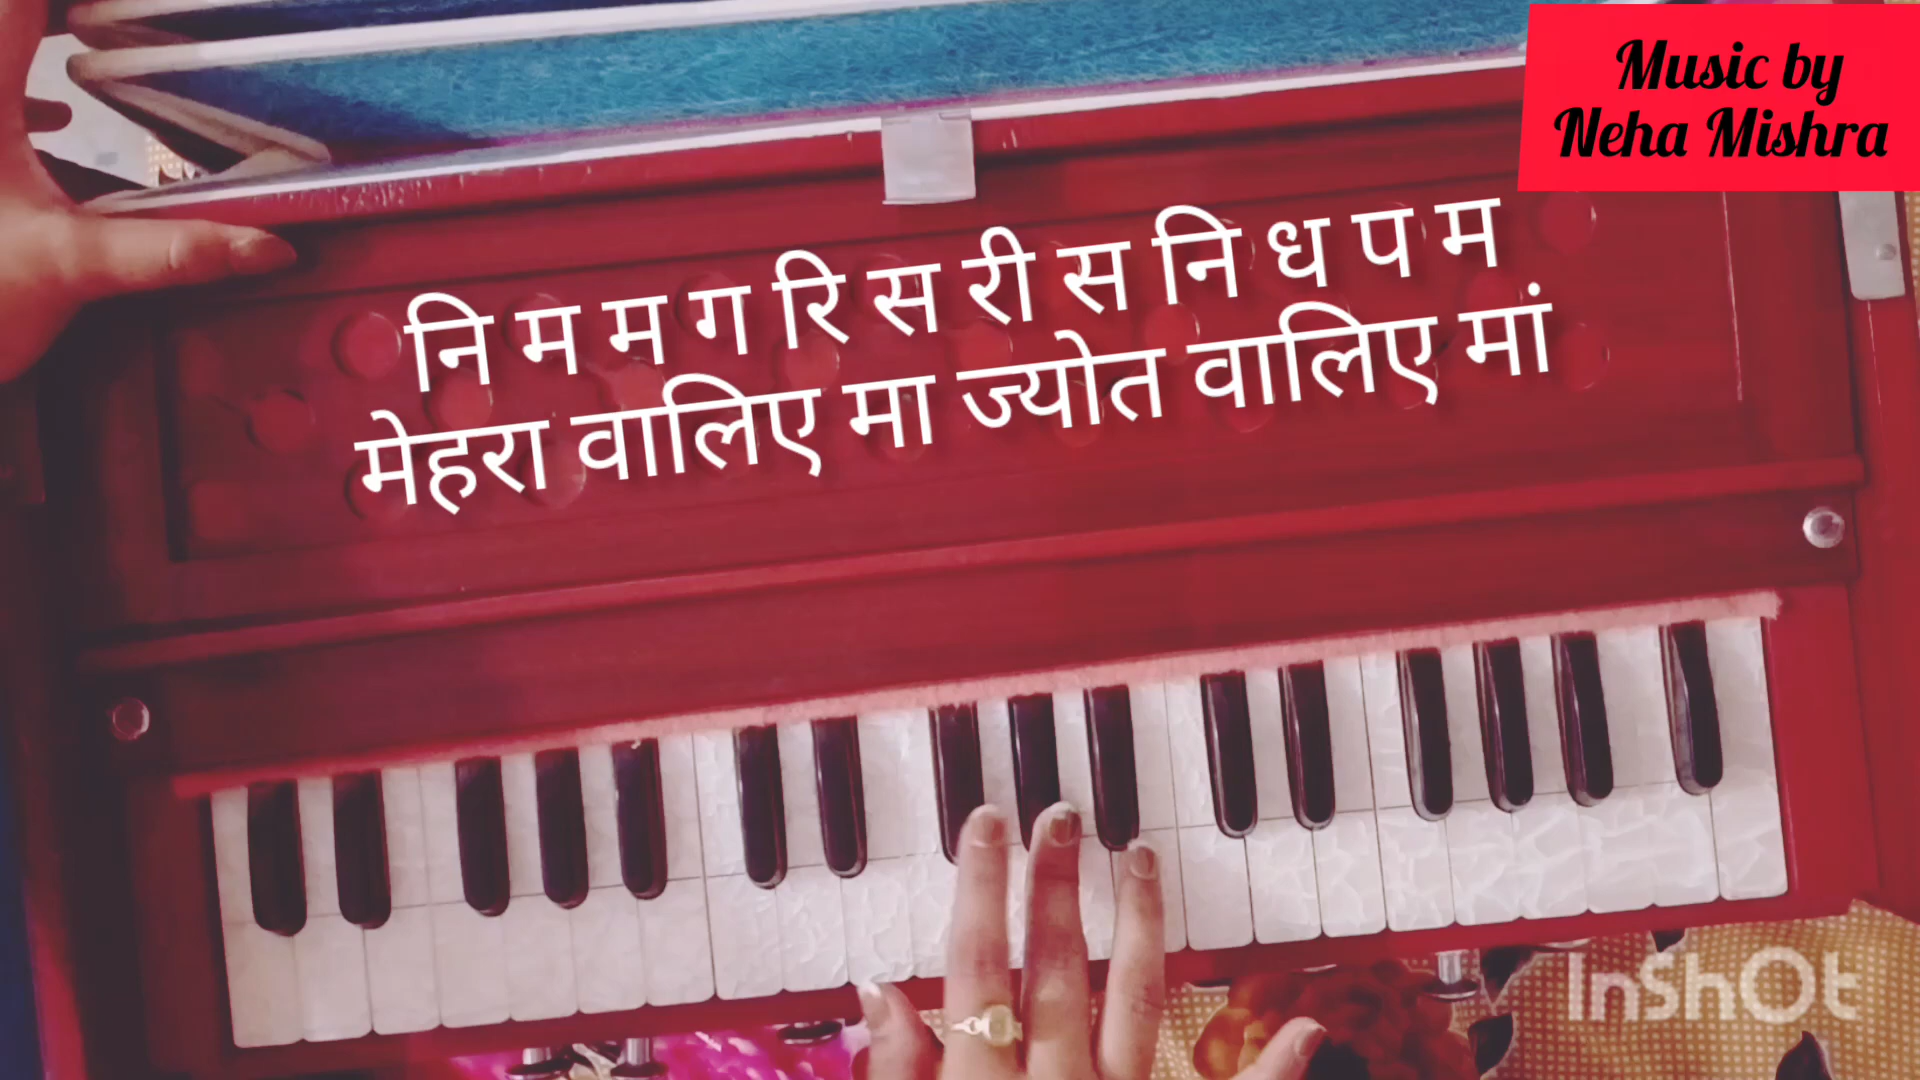 Music by
Neha Mishra
नि म म ग रि स री स नि ध प म
मेहरा वालिए मा ज्योत वालिए मां
InShOt